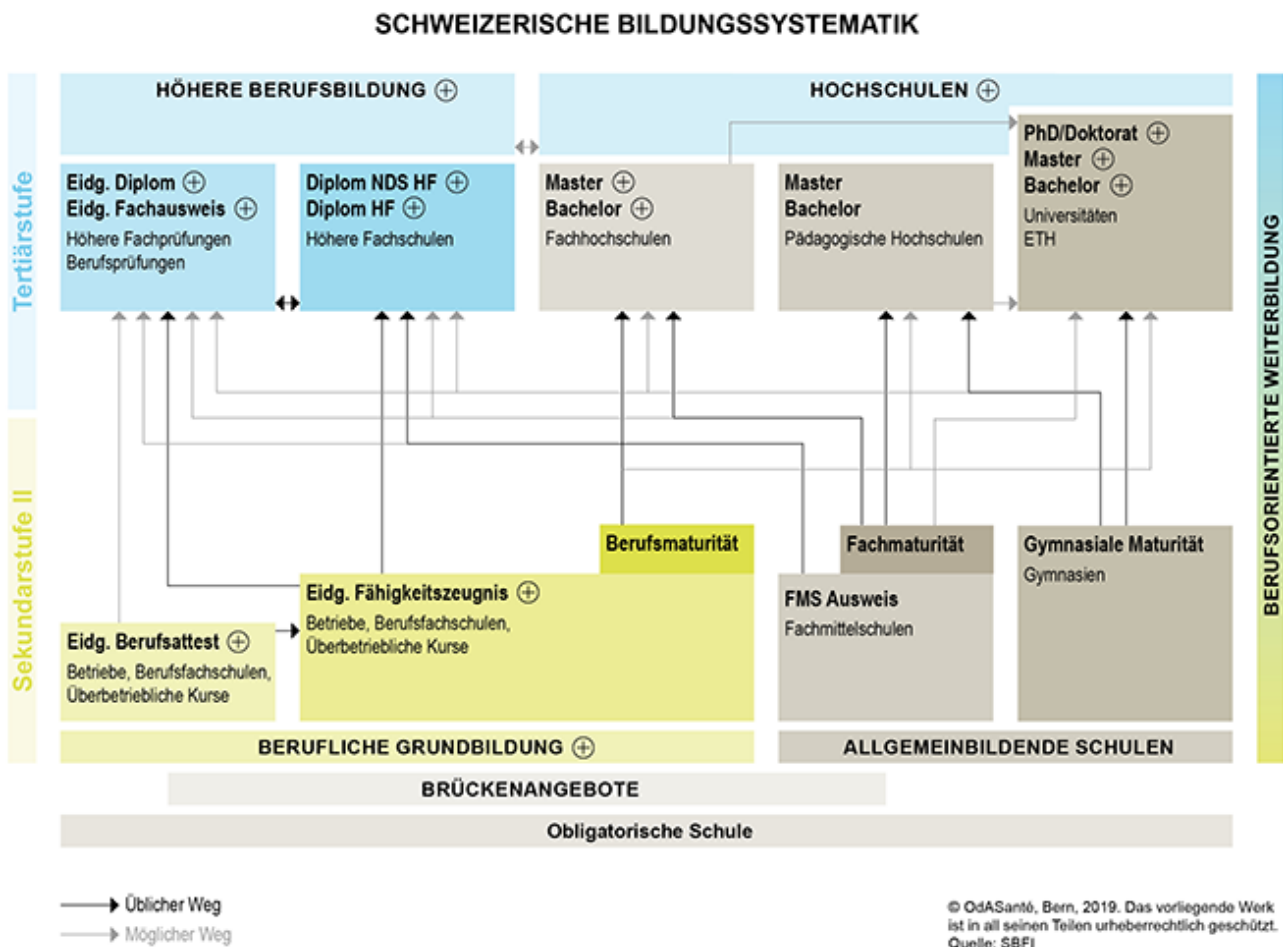 SCHWEIZERISCHE BILDUNGSSYSTEMATIK
HÖHERE BERUFSBILDUNG
HOCHSCHULEN
Tertiärstufe
Eidg. Diplom
Eidg. Fachausweis
Höhere Fachprüfungen
Berufsprüfungen
Diplom NDS HF
Diplom HF
Höhere Fachschulen
Master
Bachelor
Fachhochschulen
Master
Bachelor
Pädagogische Hochschulen
PhD/Doktorat
Master
Bachelor
Universitäten
ETH
BERUFSORIENTIERTE WEITERBILDUNG
Sekundarstufe II
Berufsmaturität
Fachmaturität
Gymnasiale Maturität
Gymnasien
Eidg. Fähigkeitszeugnis
Betriebe, Berufsfachschulen,
Überbetriebliche Kurse
FMS Ausweis
Fachmittelschulen
Eidg. Berufsattest
Betriebe, Berufsfachschulen,
Überbetriebliche Kurse
BERUFLICHE GRUNDBILDUNG
ALLGEMEINBILDENDE SCHULEN
BRÜCKENANGEBOTE
Obligatorische Schule
Üblicher Weg
Möglicher Weg
© OdASanté, Bern, 2019. Das vorliegende Werk
ist in all seinen Teilen urheberrechtlich geschützt.
Quelle: SBFI